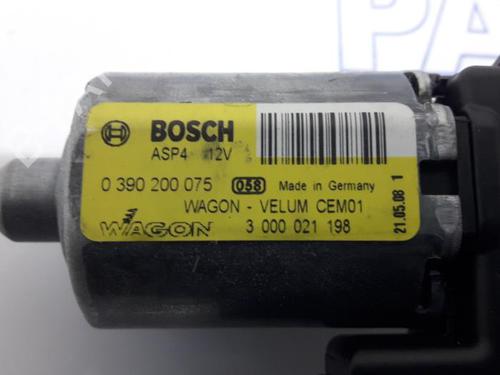 BOSCH
ASP4 12V
0 390 200 075 058 Made in Germany
WAGON - VELUM CEM01
WAGON 3 000 021 198
21.05.08 1
PA